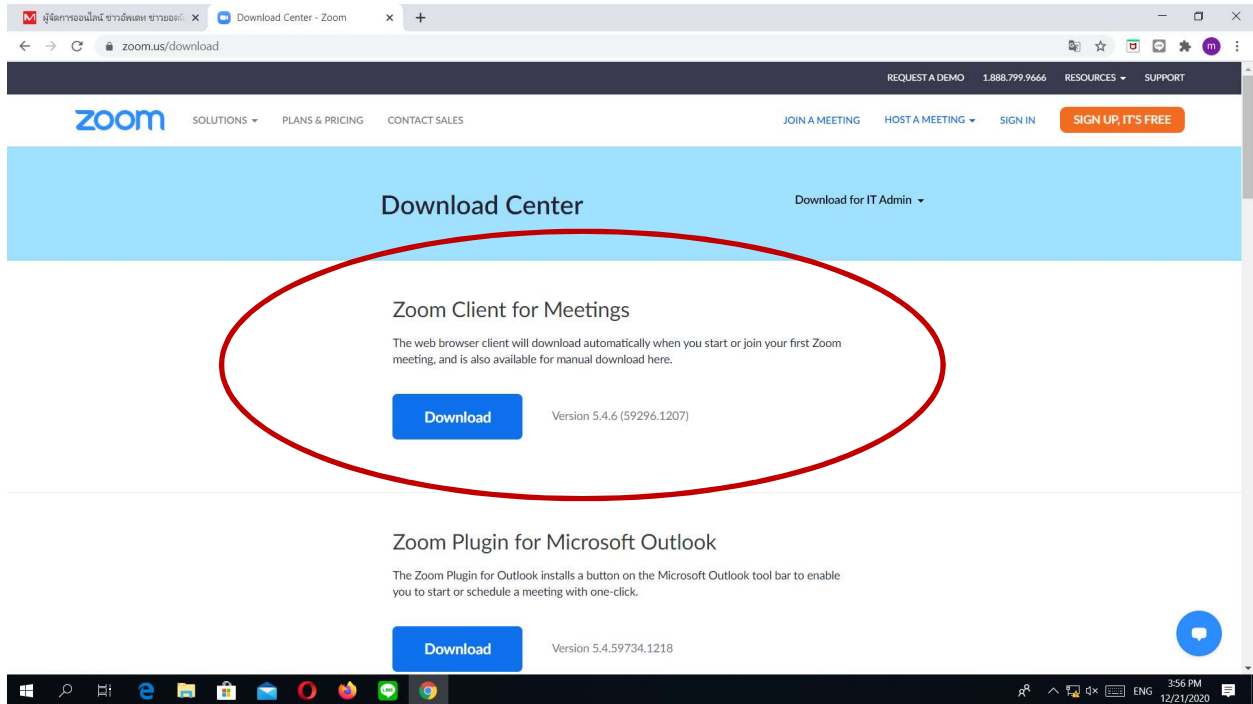 ผู้จัดการออนไลน์ ข่าวอัพเดท ข่าวยอดนิ
Download Center - Zoom
zoom.us/download
m
REQUEST A DEMO 1.888.799.9666 RESOURCES SUPPORT
zoom SOLUTIONS PLANS & PRICING CONTACT SALES JOIN A MEETING HOST A MEETING SIGN IN SIGN UP, IT'S FREE
Download Center
Download for IT Admin
Zoom Client for Meetings
The web browser client will download automatically when you start or join your first Zoom
meeting, and is also available for manual download here.
Download Version 5.4.6 (59296.1207)
Zoom Plugin for Microsoft Outlook
The Zoom Plugin for Outlook installs a button on the Microsoft Outlook tool bar to enable
you to start or schedule a meeting with one-click.
Download Version 5.4.59734.1218
LINE
ENG
3:56 PM
12/21/2020